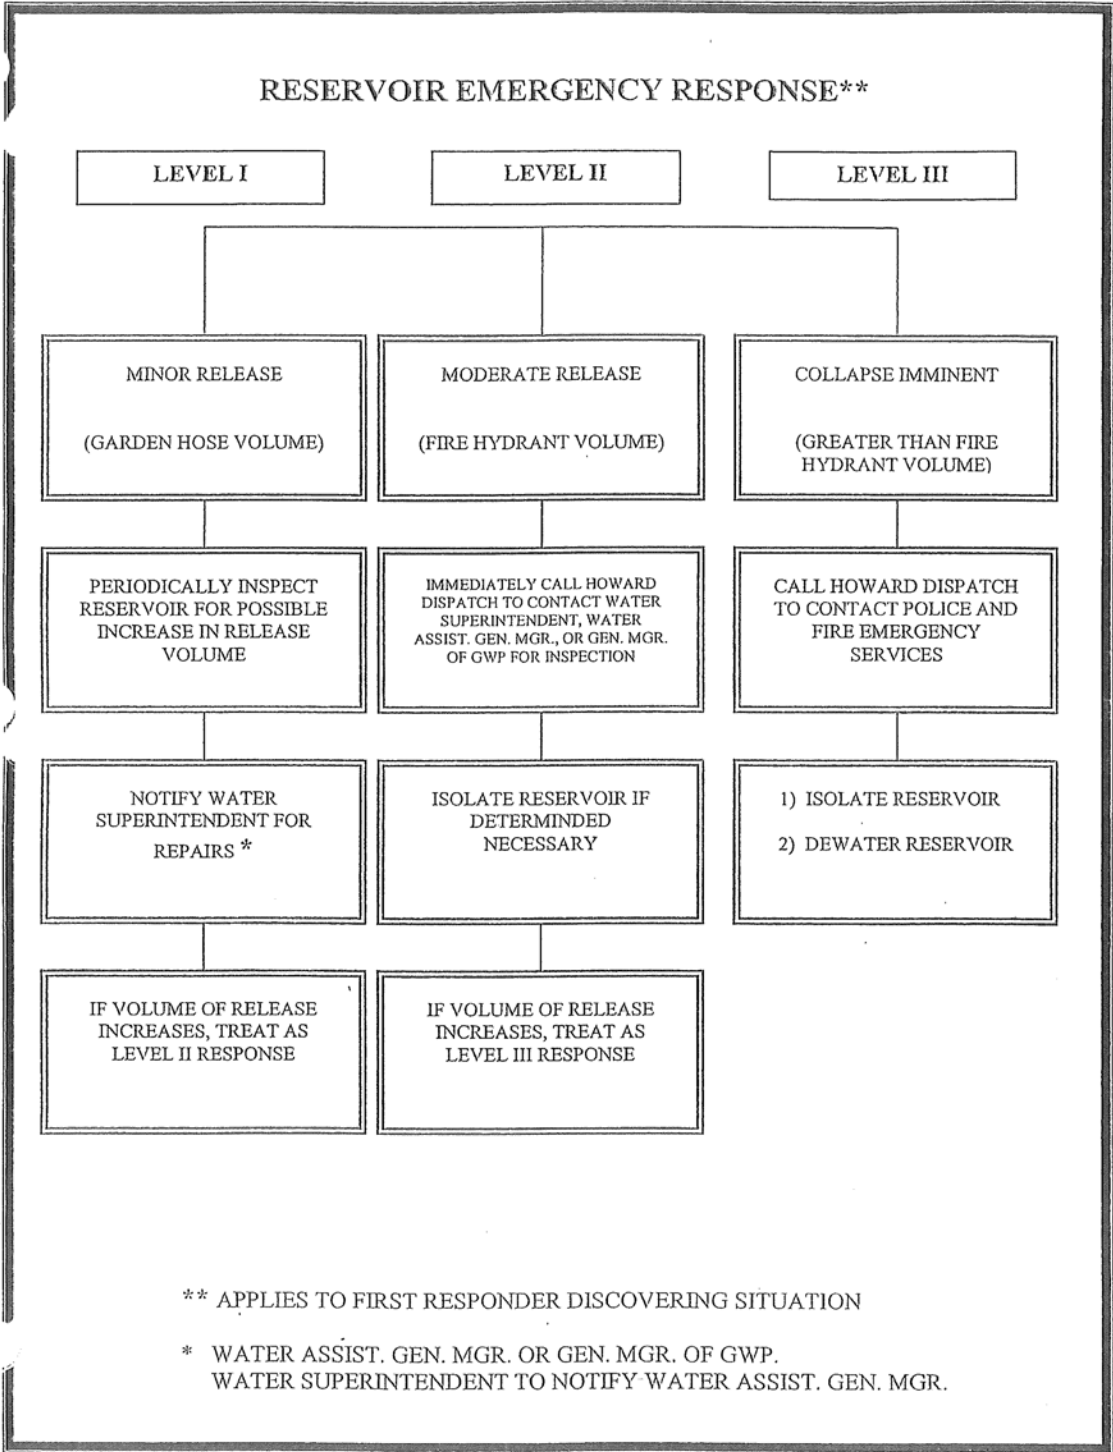 RESERVOIR EMERGENCY RESPONSE**
LEVEL I
LEVEL II
LEVEL III
MINOR RELEASE
(GARDEN HOSE VOLUME)
MODERATE RELEASE
(FIRE HYDRANT VOLUME)
COLLAPSE IMMINENT
(GREATER THAN FIRE
HYDRANT VOLUME)
PERIODICALLY INSPECT
RESERVOIR FOR POSSIBLE
INCREASE IN RELEASE
VOLUME
IMMEDIATELY CALL HOWARD
DISPATCH TO CONTACT WATER
SUPERINTENDENT, WATER
ASSIST. GEN. MGR., OR GEN. MGR.
OF GWP FOR INSPECTION
CALL HOWARD DISPATCH
TO CONTACT POLICE AND
FIRE EMERGENCY
SERVICES
NOTIFY WATER
SUPERINTENDENT FOR
REPAIRS *
ISOLATE RESERVOIR IF
DETERMINDED
NECESSARY
1) ISOLATE RESERVOIR
2) DEWATER RESERVOIR
IF VOLUME OF RELEASE
INCREASES, TREAT AS
LEVEL II RESPONSE
IF VOLUME OF RELEASE
INCREASES, TREAT AS
LEVEL III RESPONSE
** APPLIES TO FIRST RESPONDER DISCOVERING SITUATION
* WATER ASSIST. GEN. MGR. OR GEN. MGR. OF GWP.
WATER SUPERINTENDENT TO NOTIFY WATER ASSIST. GEN. MGR.